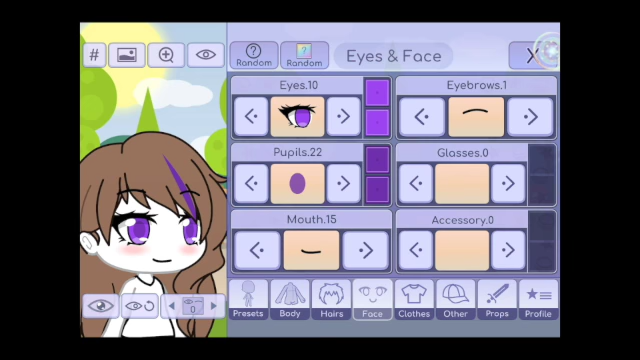 #
Random
Random
Eyes & Face
X
Eyes.10
Eyebrows.1
Pupils.22
Glasses.0
Mouth.15
Accessory.0
0
Presets
Body
Hairs
Face
Clothes
Other
Props
Profile